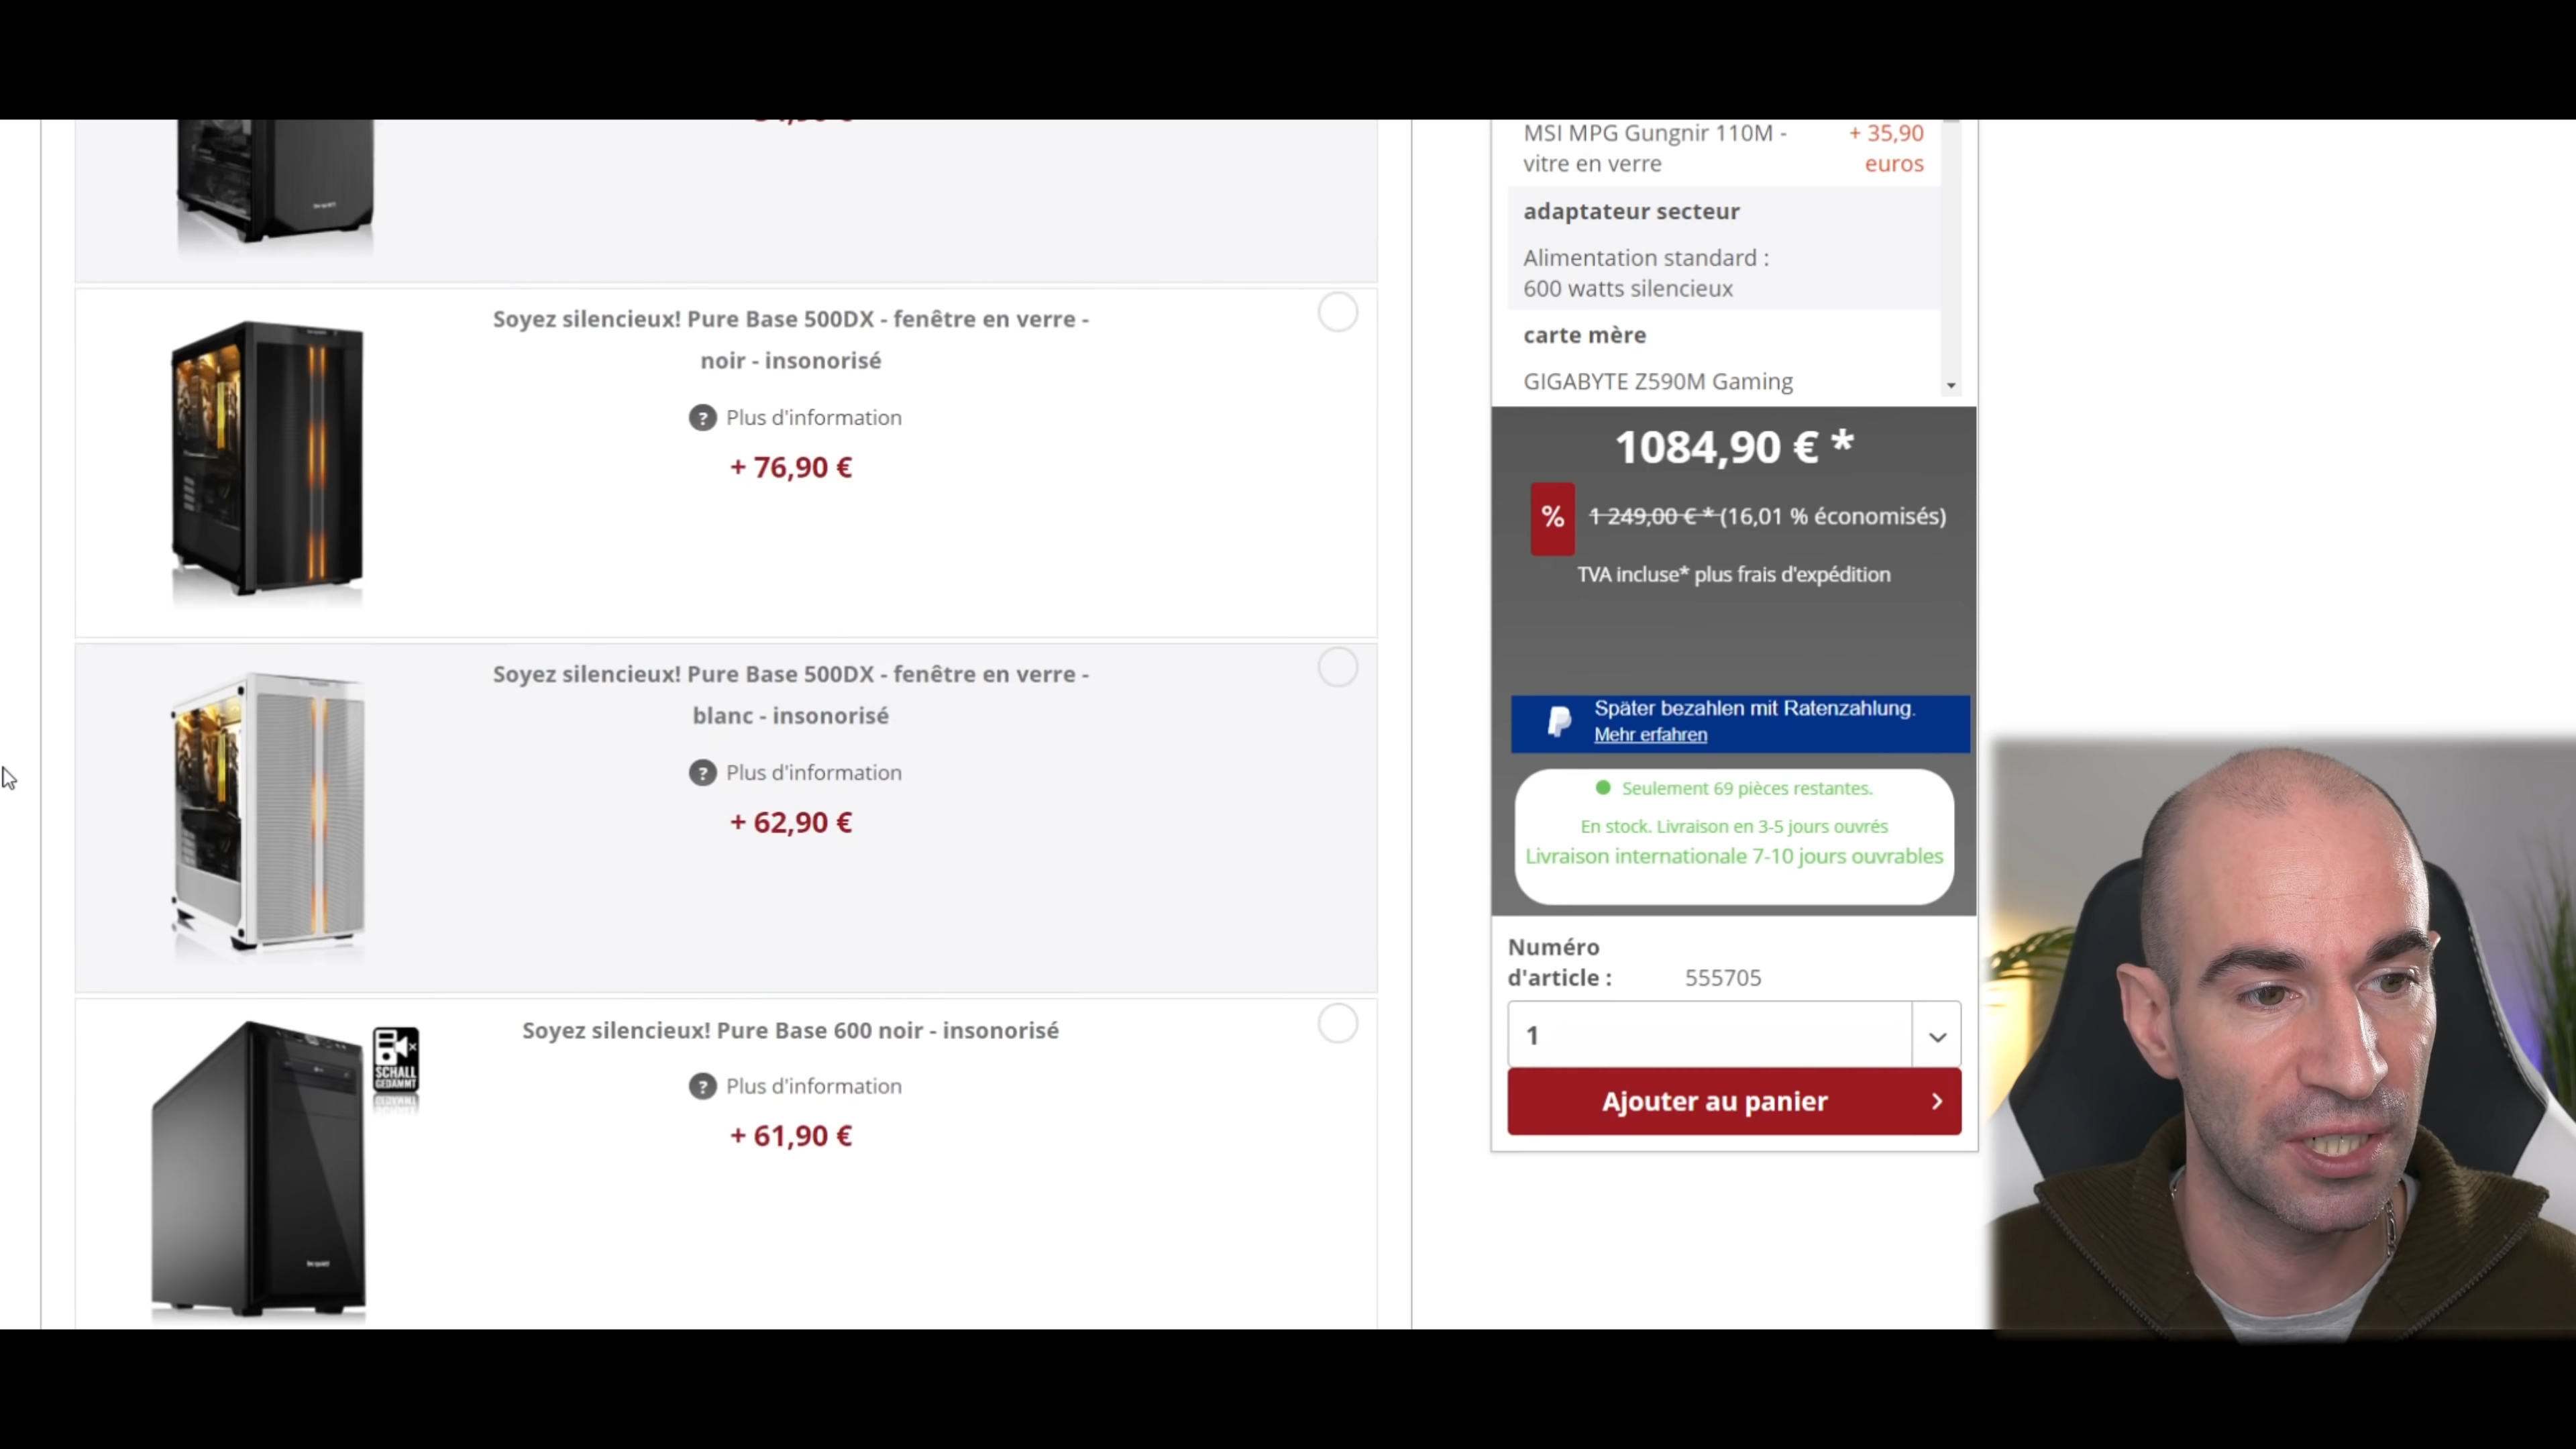 Soyez silencieux! Pure Base 500DX - fenêtre en verre -
noir - insonorisé
? Plus d'information
+ 76,90 €
Soyez silencieux! Pure Base 500DX - fenêtre en verre -
blanc - insonorisé
? Plus d'information
+ 62,90 €
SCHALL
GEDÄMMT
Soyez silencieux! Pure Base 600 noir - insonorisé
? Plus d'information
+ 61,90 €
MSI MPG Gungnir 110M - + 35,90
vitre en verre euros
adaptateur secteur
Alimentation standard :
600 watts silencieux
carte mère
GIGABYTE Z590M Gaming
1084,90 € *
% 1 249,00 € * (16,01 % économisés)
TVA incluse* plus frais d'expédition
Später bezahlen mit Ratenzahlung.
Mehr erfahren
Seulement 69 pièces restantes.
En stock. Livraison en 3-5 jours ouvrés
Livraison internationale 7-10 jours ouvrables
Numéro
d'article : 555705
1
Ajouter au panier